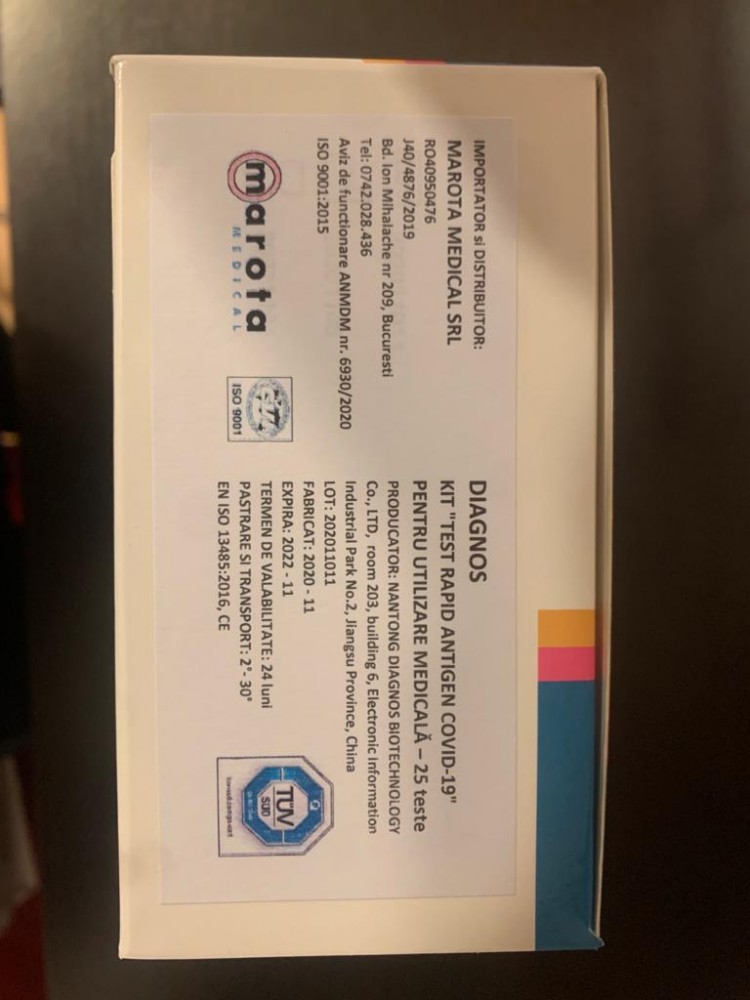 IMPORTATOR si DISTRIBUITOR:
MAROTA MEDICAL SRL
RO40950476
J40/4876/2019
Bd. Ion Mihalache nr 209, Bucuresti
Tel: 0742.028.436
Aviz de functionare ANMDM nr. 6930/2020
ISO 9001:2015
marota
MEDICAL
ISO 9001
DIAGNOS
KIT "TEST RAPID ANTIGEN COVID-19"
PENTRU UTILIZARE MEDICALĂ – 25 teste
PRODUCATOR: NANTONG DIAGNOS BIOTECHNOLOGY
Co., LTD, room 203, building 6, Electronic Information
Industrial Park No.2, Jiangsu Province, China
LOT: 202011011
FABRICAT: 2020 - 11
EXPIRA: 2022 - 11
TERMEN DE VALABILITATE: 24 luni
PASTRARE SI TRANSPORT: 2°- 30°
EN ISO 13485:2016, CE
TÜV
SÜD